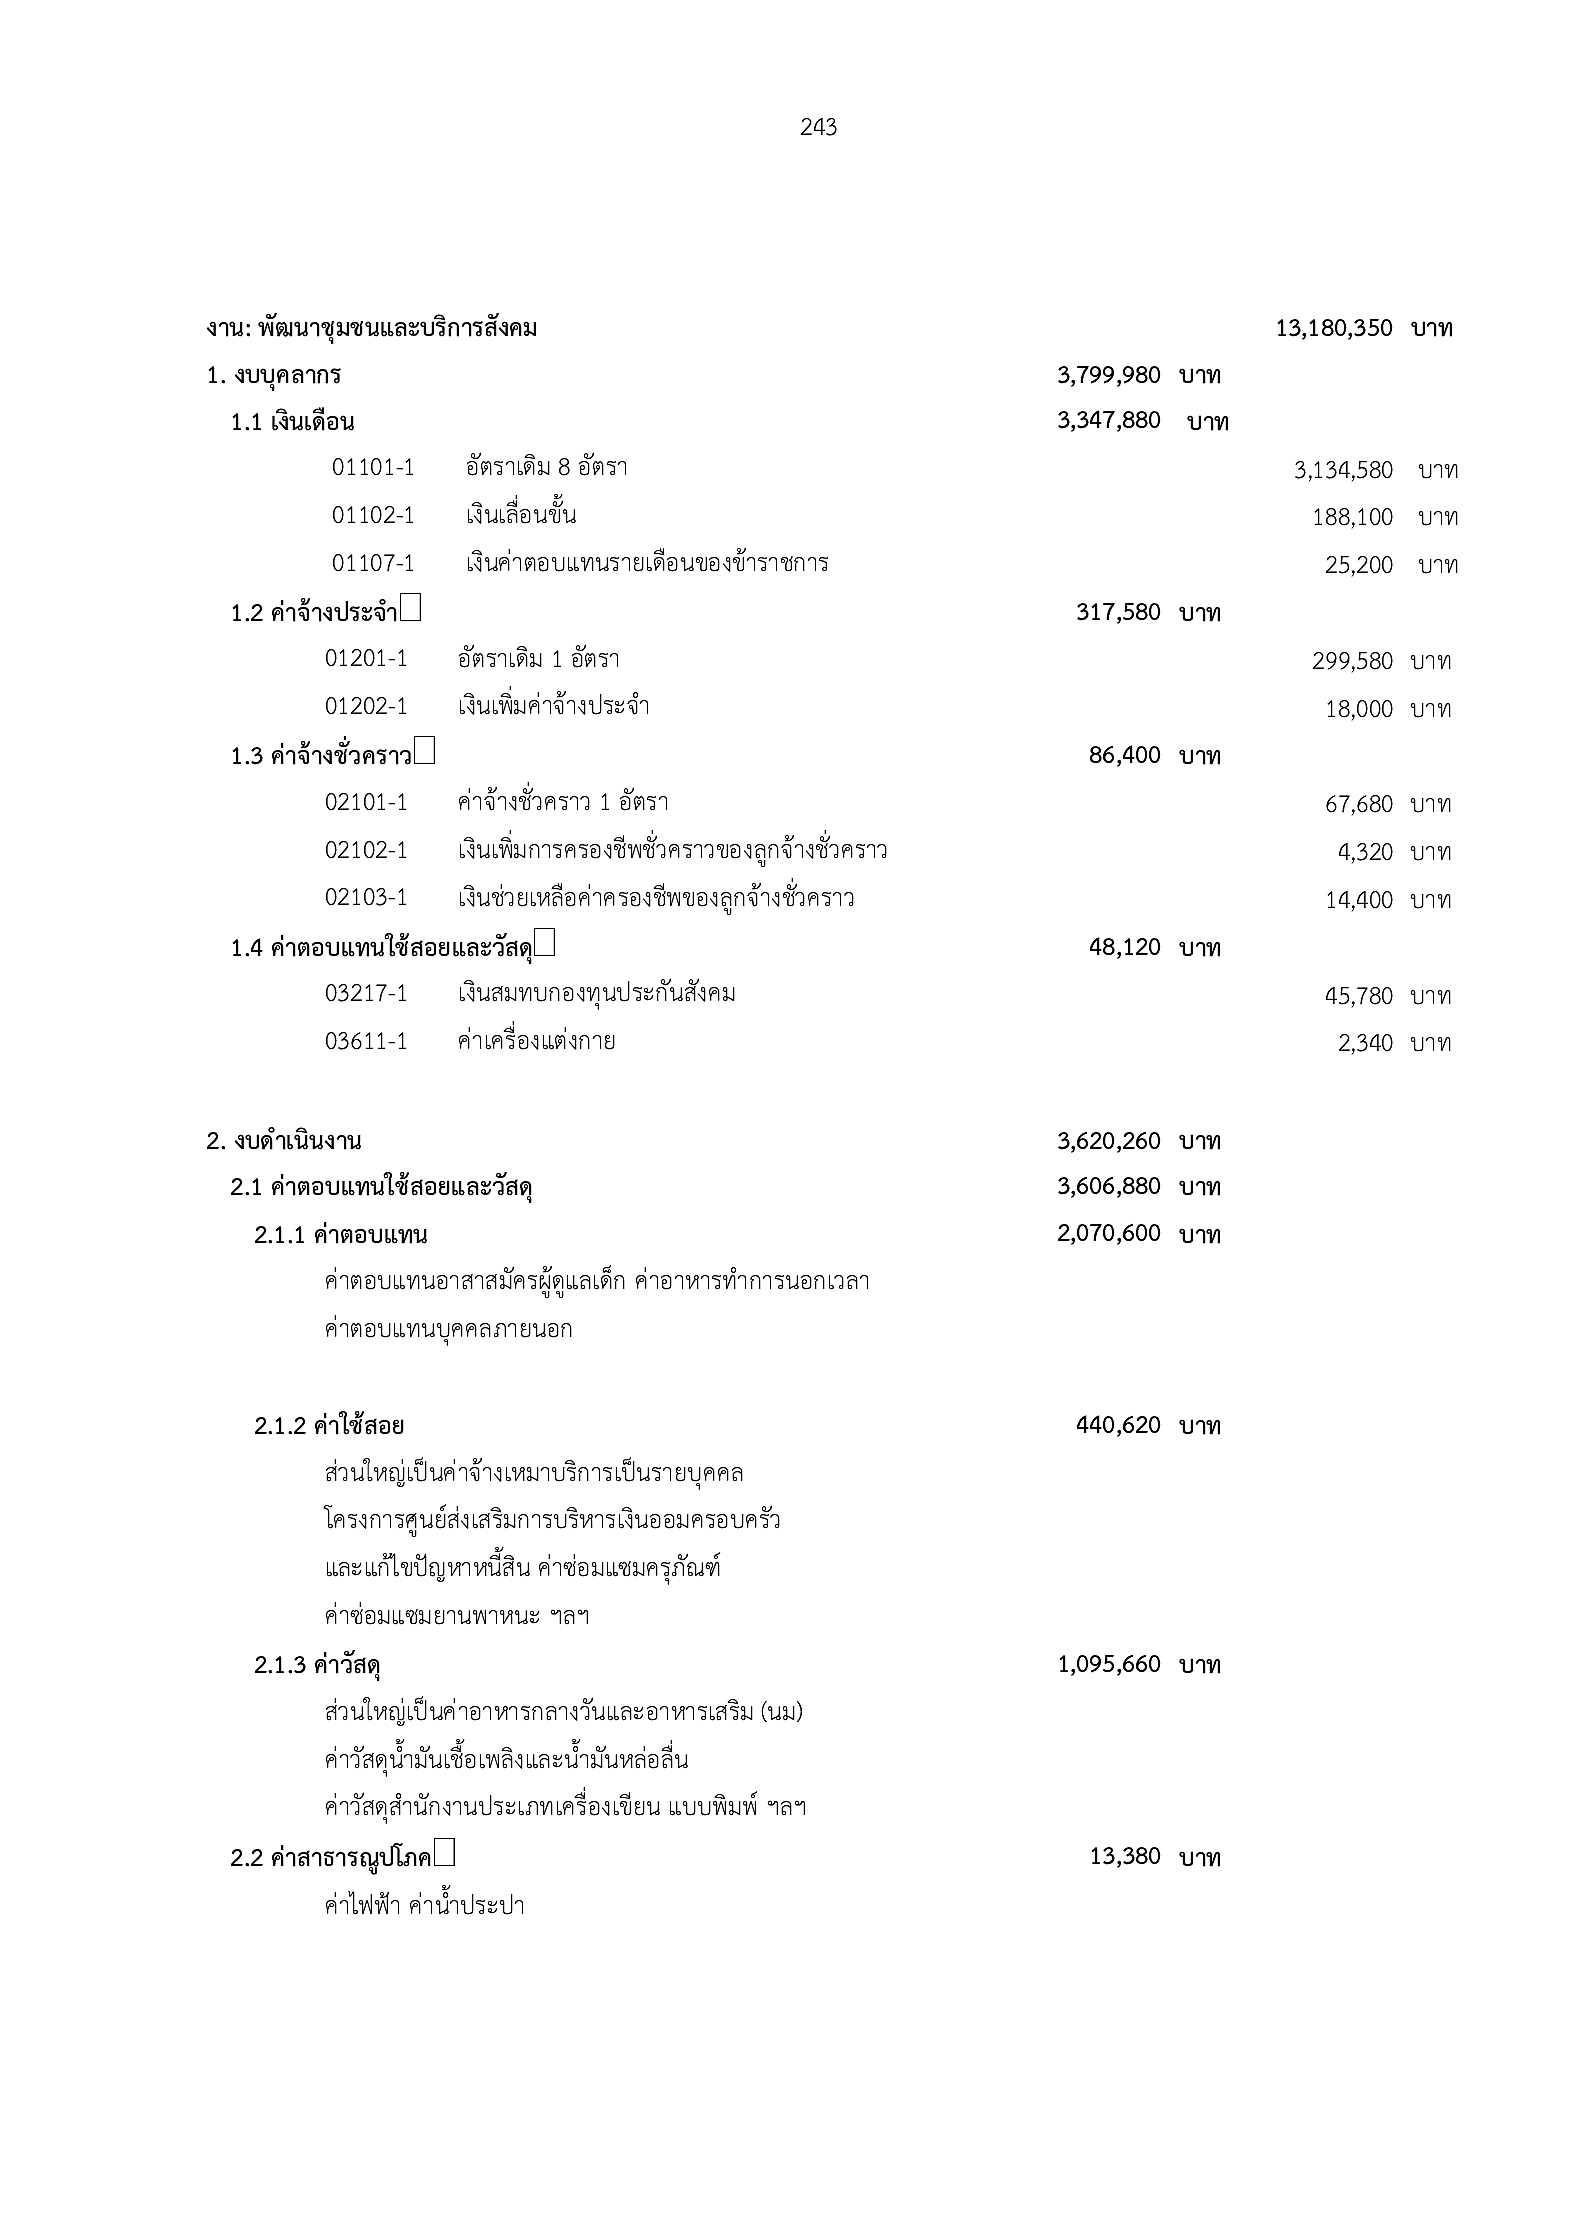 243
งาน: พัฒนาชุมชนและบริการสังคม 13,180,350 บาท
1. งบบุคลากร 3,799,980 บาท
1.1 เงินเดือน 3,347,880 บาท
01101-1 อัตราเดิม 8 อัตรา 3,134,580 บาท
01102-1 เงินเลื่อนขั้น 188,100 บาท
01107-1 เงินค่าตอบแทนรายเดือนของข้าราชการ 25,200 บาท
1.2 ค่าจ้างประจำ 317,580 บาท
01201-1 อัตราเดิม 1 อัตรา 299,580 บาท
01202-1 เงินเพิ่มค่าจ้างประจำ 18,000 บาท
1.3 ค่าจ้างชั่วคราว 86,400 บาท
02101-1 ค่าจ้างชั่วคราว 1 อัตรา 67,680 บาท
02102-1 เงินเพิ่มการครองชีพชั่วคราวของลูกจ้างชั่วคราว 4,320 บาท
02103-1 เงินช่วยเหลือค่าครองชีพของลูกจ้างชั่วคราว 14,400 บาท
1.4 ค่าตอบแทนใช้สอยและวัสดุ 48,120 บาท
03217-1 เงินสมทบกองทุนประกันสังคม 45,780 บาท
03611-1 ค่าเครื่องแต่งกาย 2,340 บาท
2. งบดำเนินงาน 3,620,260 บาท
2.1 ค่าตอบแทนใช้สอยและวัสดุ 3,606,880 บาท
2.1.1 ค่าตอบแทน 2,070,600 บาท
ค่าตอบแทนอาสาสมัครผู้ดูแลเด็ก ค่าอาหารทำการนอกเวลา
ค่าตอบแทนบุคคลภายนอก
2.1.2 ค่าใช้สอย 440,620 บาท
ส่วนใหญ่เป็นค่าจ้างเหมาบริการเป็นรายบุคคล
โครงการศูนย์ส่งเสริมการบริหารเงินออมครอบครัว
และแก้ไขปัญหาหนี้สิน ค่าซ่อมแซมครุภัณฑ์
ค่าซ่อมแซมยานพาหนะ ฯลฯ
2.1.3 ค่าวัสดุ 1,095,660 บาท
ส่วนใหญ่เป็นค่าอาหารกลางวันและอาหารเสริม (นม)
ค่าวัสดุน้ำมันเชื้อเพลิงและน้ำมันหล่อลื่น
ค่าวัสดุสำนักงานประเภทเครื่องเขียน แบบพิมพ์ ฯลฯ
2.2 ค่าสาธารณูปโภค 13,380 บาท
ค่าไฟฟ้า ค่าน้ำประปา